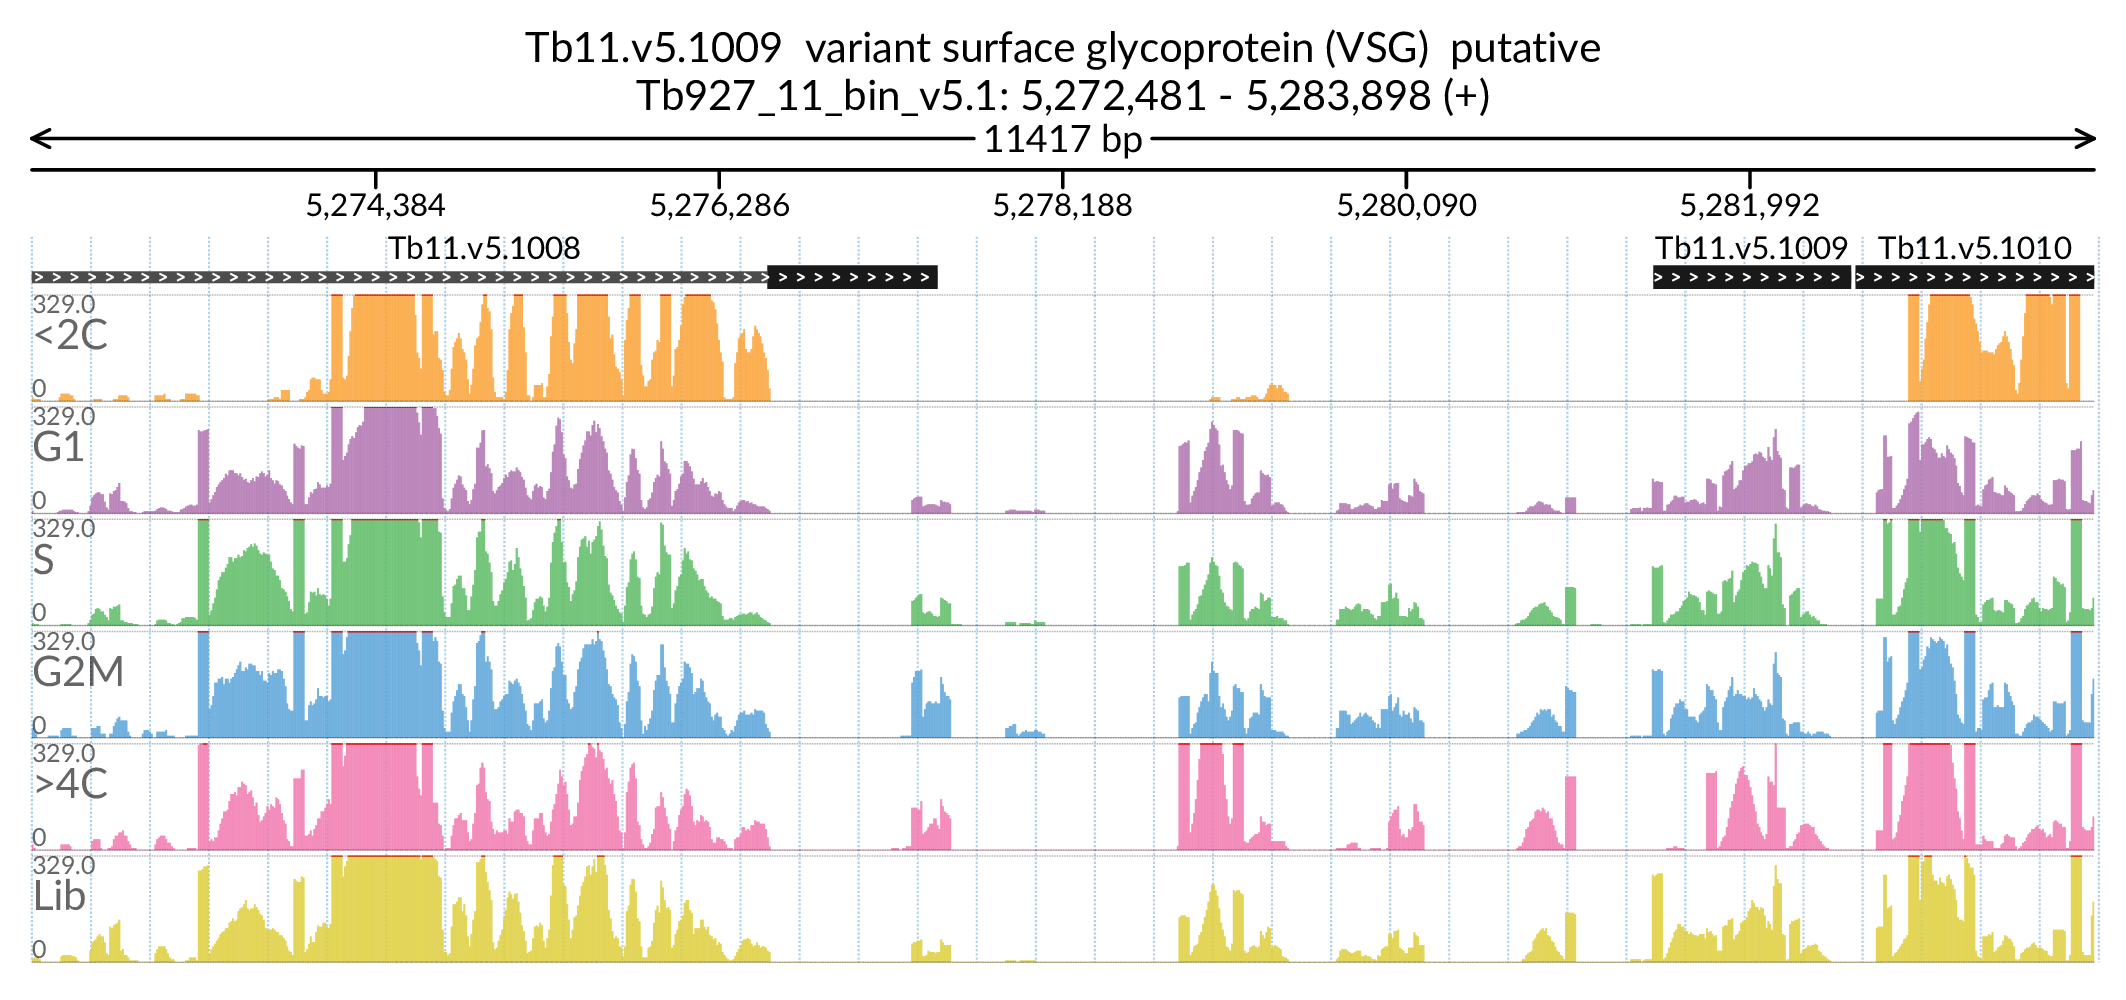 Tb11.v5.1009  variant surface glycoprotein (VSG)  putative
Tb927_11_bin_v5.1: 5,272,481 - 5,283,898 (+)
11417 bp
5,274,384 5,276,286 5,278,188 5,280,090 5,281,992
Tb11.v5.1008 Tb11.v5.1009 Tb11.v5.1010
329.0
<2C
0
329.0
G1
0
329.0
S
0
329.0
G2M
0
329.0
>4C
0
329.0
Lib
0